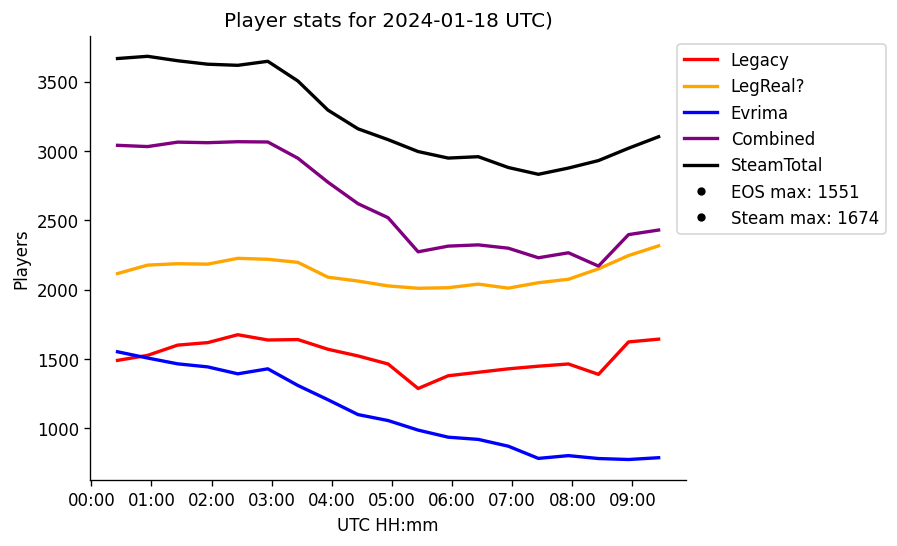 Player stats for 2024-01-18 UTC)
Legacy
LegReal?
Evrima
Combined
SteamTotal
EOS max: 1551
Steam max: 1674
Players
3500
3000
2500
2000
1500
1000
00:00 01:00 02:00 03:00 04:00 05:00 06:00 07:00 08:00 09:00
UTC HH:mm